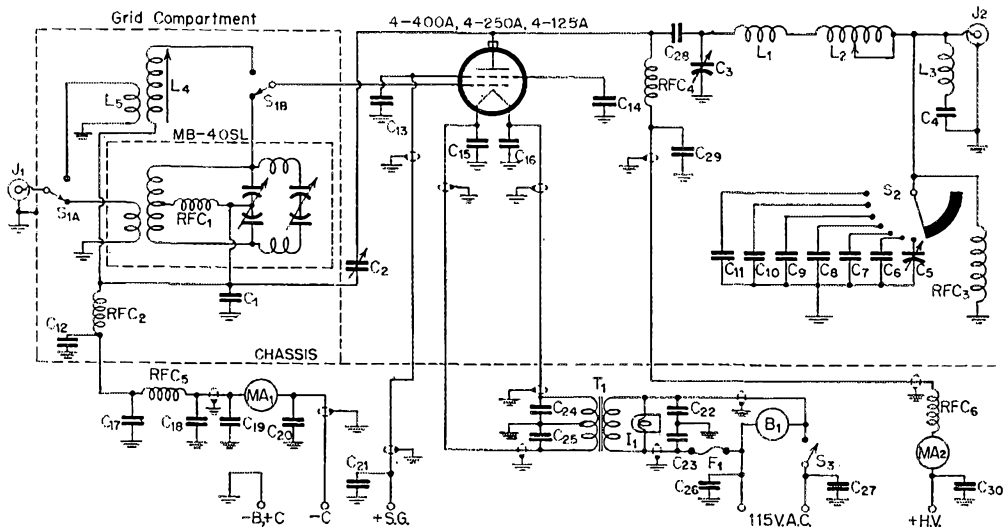 Grid Compartment
4-400A, 4-250A, 4-125A
J2
C28
C3
L1
L2
L3
C4
L4
L5
S1B
RFC4
C13
C14
MB-40SL
C15
C16
C29
J1
S1A
RFC1
S2
C2
C11
C10
C9
C8
C7
C6
C5
RFC3
C1
RFC2
C12
CHASSIS
RFC5
MA1
T1
C17
C18
C19
C20
C24
C25
I1
C22
C23
F1
B1
S3
RFC6
MA2
C21
C26
C27
C30
-B,+C
-C
+S.G.
115V.A.C.
+H.V.